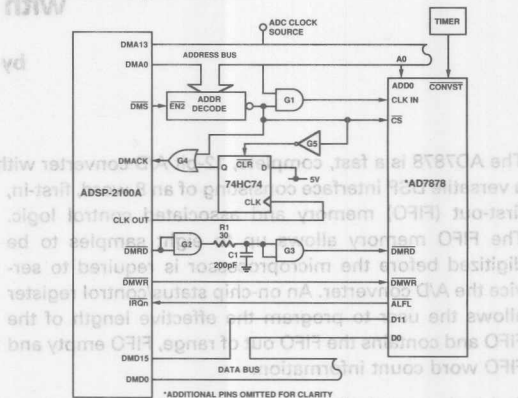 with
by
ADC CLOCK
SOURCE
TIMER
DMA13
ADDRESS BUS
DMA0
A0
ADD0
CONVST
DMS
EN2
ADDR
DECODE
G1
CLK IN
CS
G5
DMACK
G4
CLR
Q
D
74HC74
5V
CLK
ADSP-2100A
*AD7878
CLK OUT
R1
30
DMRD
G2
G3
DMRD
C1
200pF
DMWR
DMWR
IRQn
ALFL
D11
D0
DMD15
DATA BUS
DMD0
*ADDITIONAL PINS OMITTED FOR CLARITY
The AD7878 is a fast, complete, converter with
a versatile DSP interface consisting of an first-in,
first-out (FIFO) memory and associated control logic.
The FIFO memory allows up to samples to be
digitized before the microprocessor is required to ser-
vice the A/D converter. An on-chip status/control register
allows the user to program the effective length of the
FIFO and contains the FIFO out of range, FIFO empty and
FIFO word count information.